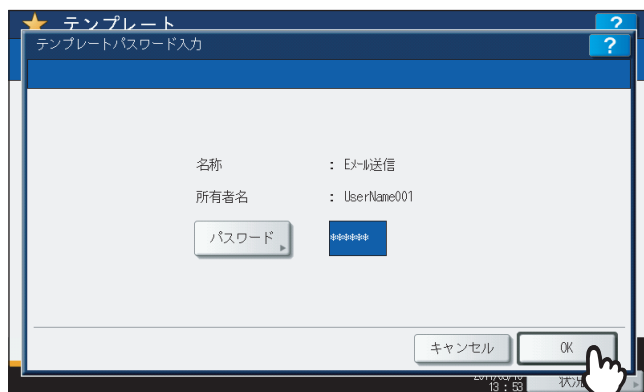 テンプレート ?
テンプレートパスワード入力 ?
名称 : Eメール送信
所有者名 : UserName001
パスワード ******
キャンセル OK
13:53 状況